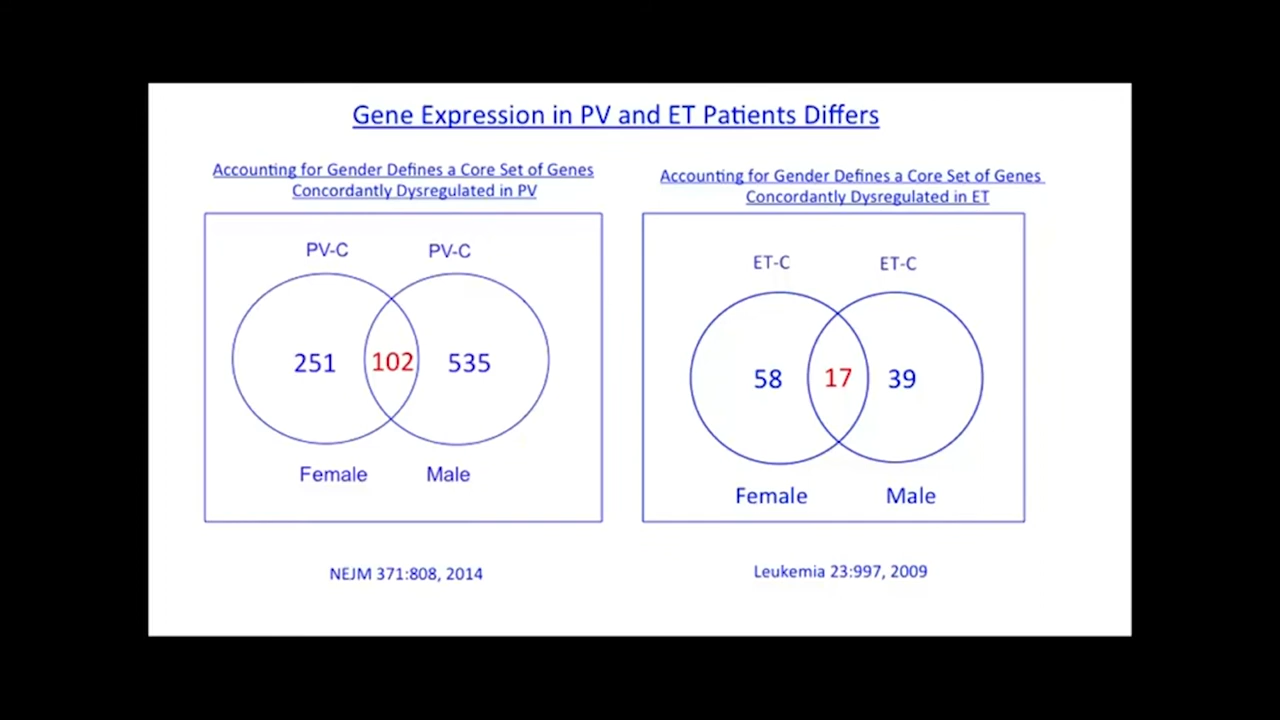 Gene Expression in PV and ET Patients Differs
Accounting for Gender Defines a Core Set of Genes
Concordantly Dysregulated in PV
PV-C
PV-C
251
102
535
Female
Male
NEJM 371:808, 2014
Accounting for Gender Defines a Core Set of Genes
Concordantly Dysregulated in ET
ET-C
ET-C
58
17
39
Female
Male
Leukemia 23:997, 2009